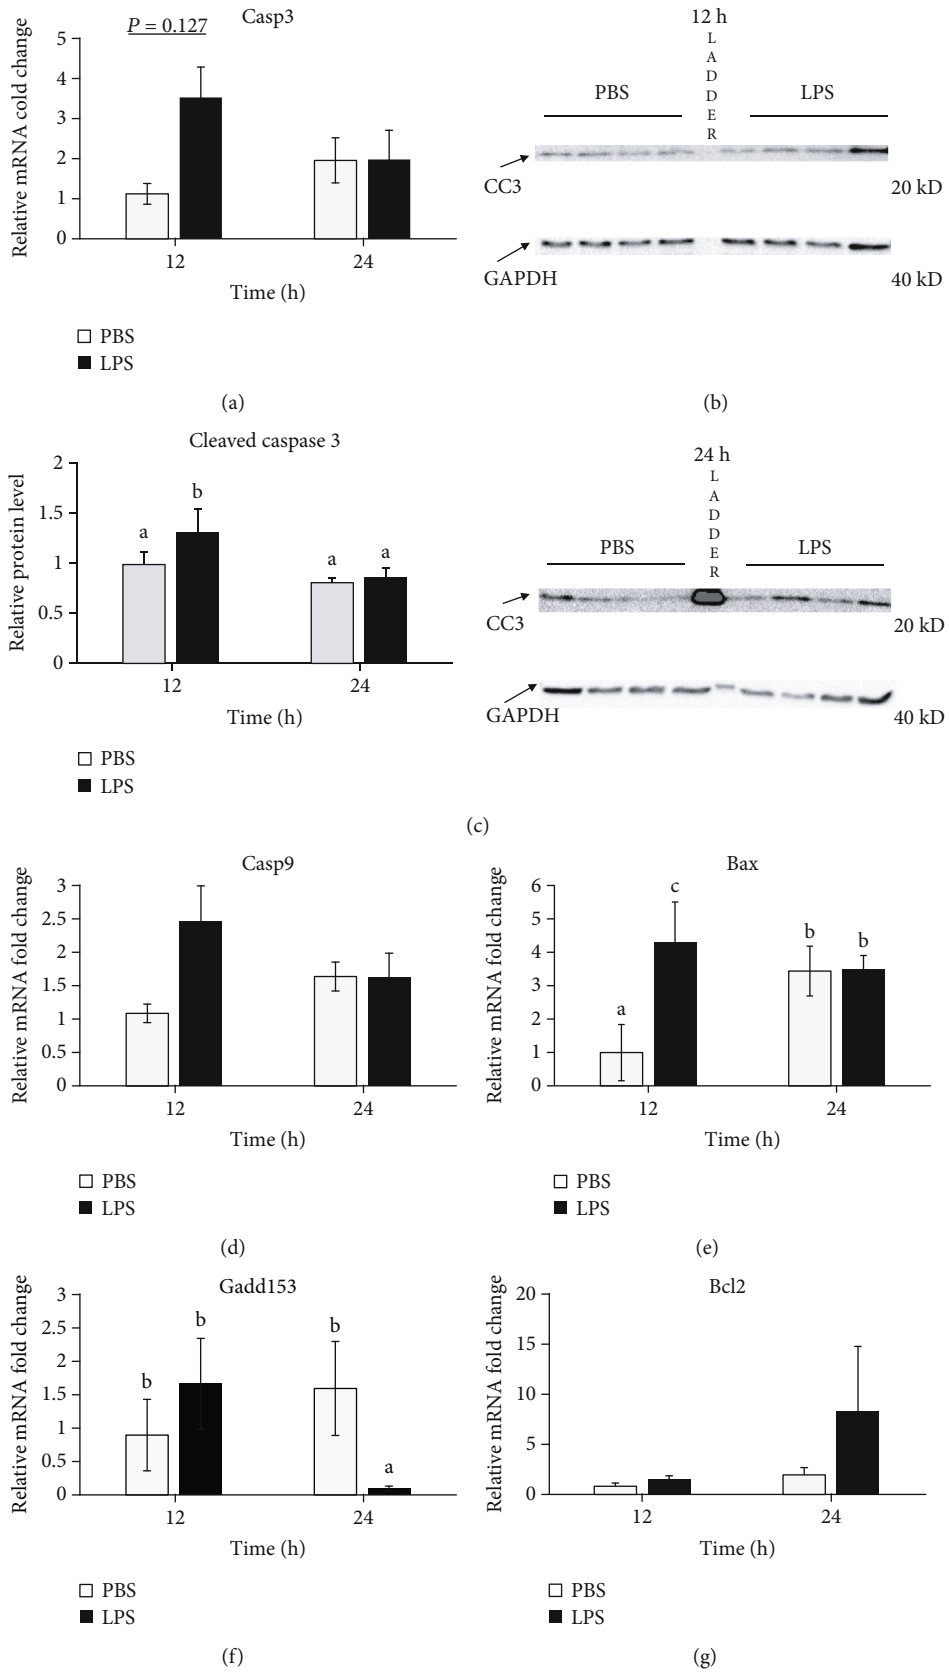 Casp3
P = 0.127
Relative mRNA cold change
5
4
3
2
1
0
12
24
Time (h)
PBS
LPS
(a)
12 h
L
A
D
D
E
R
PBS
LPS
CC3
20 kD
GAPDH
40 kD
(b)
Cleaved caspase 3
Relative protein level
2
1.5
1
0.5
0
a
b
a
a
12
24
Time (h)
PBS
LPS
24 h
L
A
D
D
E
R
PBS
LPS
CC3
20 kD
GAPDH
40 kD
(c)
Casp9
Relative mRNA fold change
3
2.5
2
1.5
1
0.5
0
12
24
Time (h)
PBS
LPS
(d)
Bax
Relative mRNA fold change
6
5
4
3
2
1
0
a
c
b
b
12
24
Time (h)
PBS
LPS
(e)
Gadd153
Relative mRNA fold change
3
2.5
2
1.5
1
0.5
0
b
b
b
a
12
24
Time (h)
PBS
LPS
(f)
Bcl2
Relative mRNA fold change
20
15
10
5
0
12
24
Time (h)
PBS
LPS
(g)